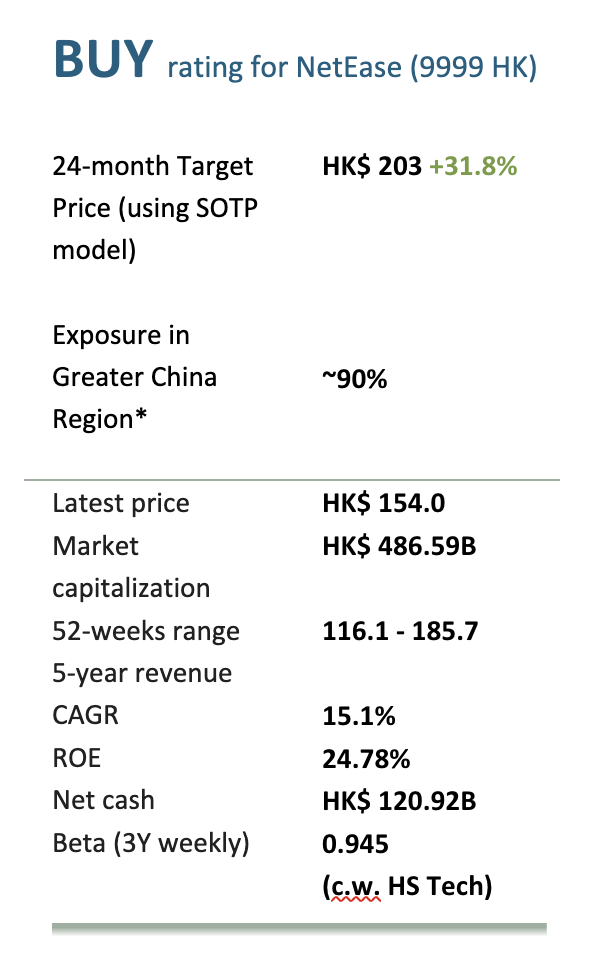 BUY rating for NetEase (9999 HK)
24-month Target HK$ 203 +31.8%
Price (using SOTP
model)
Exposure in
Greater China ~90%
Region*
Latest price HK$ 154.0
Market HK$ 486.59B
capitalization
52-weeks range 116.1 - 185.7
5-year revenue
CAGR 15.1%
ROE 24.78%
Net cash HK$ 120.92B
Beta (3Y weekly) 0.945
(c.w. HS Tech)